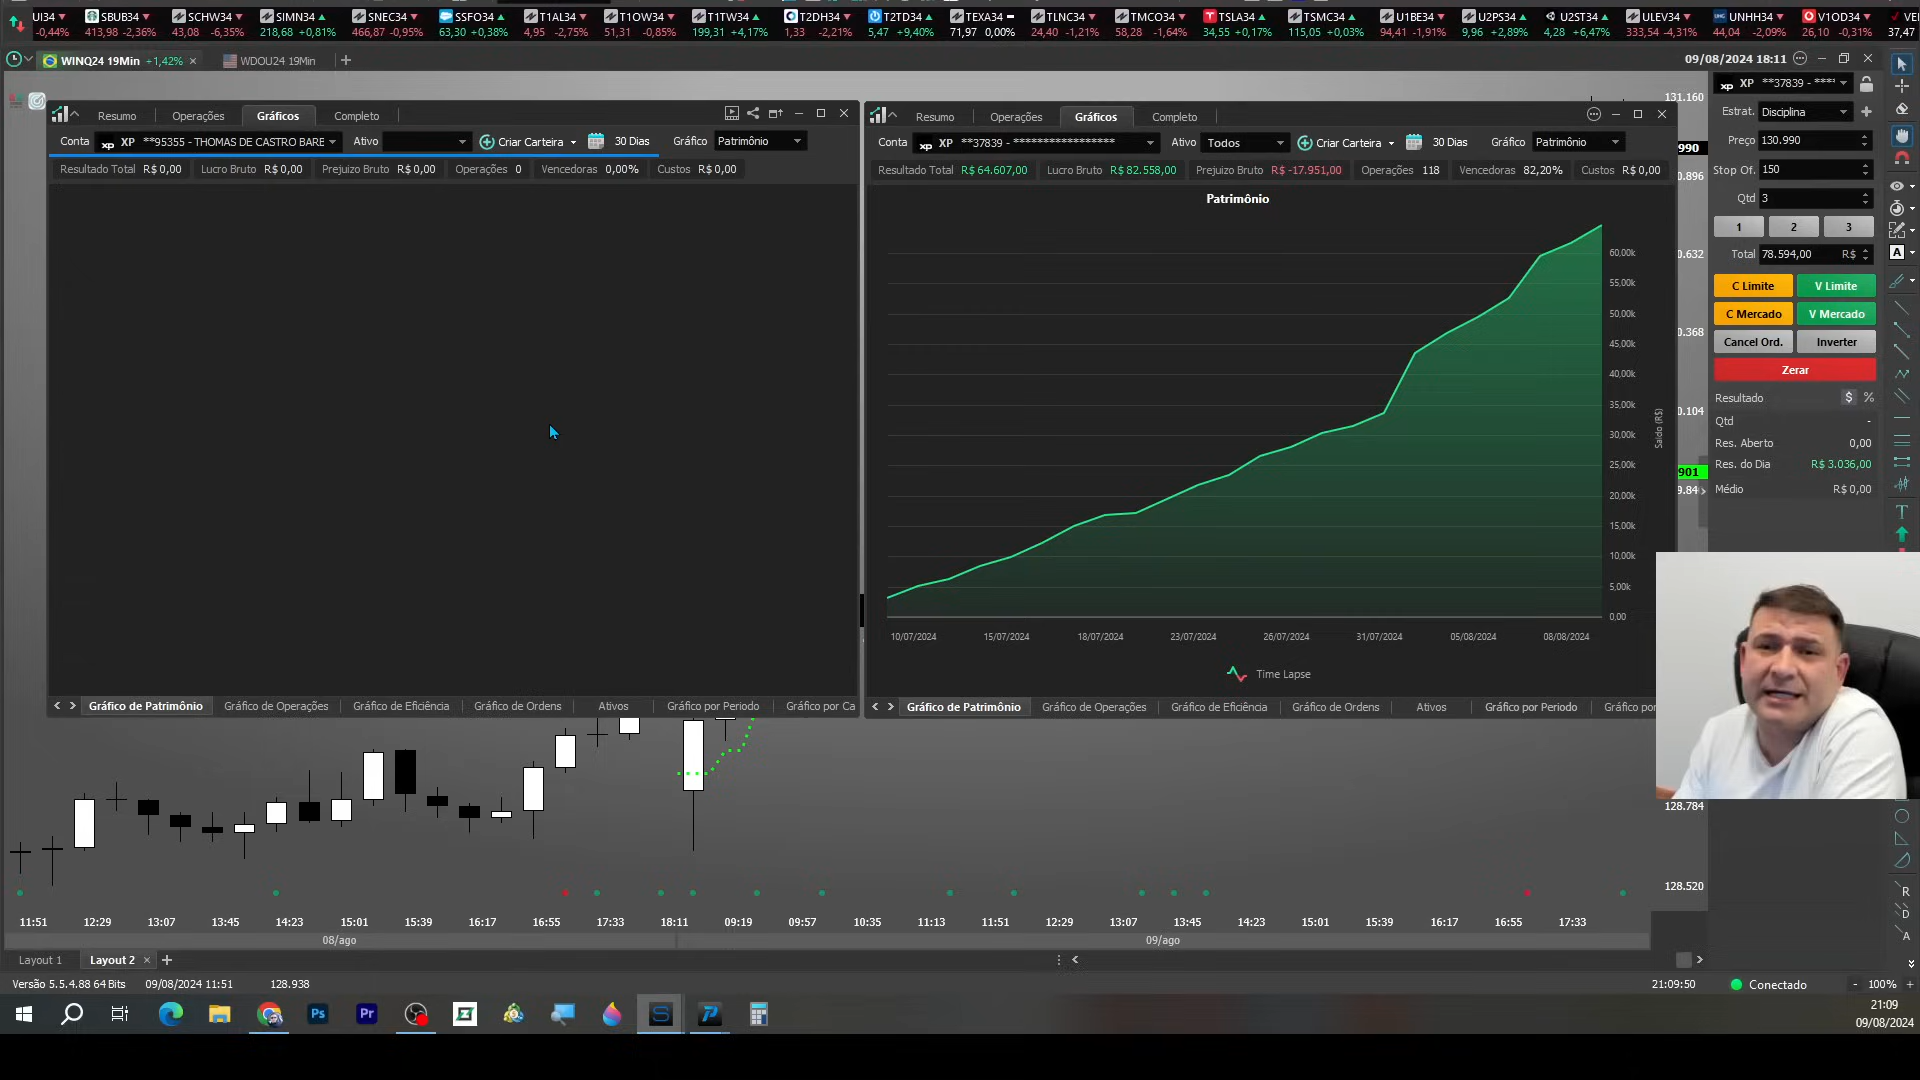 UI34 SBUB34 SCHW34 SIMN34 SNEC34 SSFO34 T1AL34 T1OW34 T1TW34 T2DH34 T2TD34 TEXA34 TLNC34 TMCO34 TSLA34 TSMC34 U1BE34 U2PS34 U2ST34 ULEV34 UNHH34 V1OD34 VEI
-0,44% 413,98 -2,36% 43,08 -6,35% 218,68 +0,81% 466,87 -0,95% 63,30 +0,38% 4,95 -2,75% 51,31 -0,85% 199,31 +4,17% 1,33 -2,21% 5,47 +9,40% 71,97 0,00% 24,40 -1,21% 58,28 -1,64% 34,55 +0,17% 115,05 +0,03% 94,41 -1,91% 9,96 +2,89% 4,28 +6,47% 333,54 -4,31% 44,04 -2,09% 26,10 -0,31% 37,47
WINQ24 19Min +1,42% × WDOU24 19Min +
09/08/2024 18:11
131.160
Resumo Operações Gráficos Completo
Conta XP **95355 - THOMAS DE CASTRO BARE Ativo Criar Carteira 30 Dias Gráfico Patrimônio
Resultado Total R$ 0,00 Lucro Bruto R$ 0,00 Prejuizo Bruto R$ 0,00 Operações 0 Vencedoras 0,00% Custos R$ 0,00
Gráfico de Patrimônio Gráfico de Operações Gráfico de Eficiência Gráfico de Ordens Ativos Gráfico por Periodo Gráfico por Ca
Resumo Operações Gráficos Completo
Conta XP **37839 - ***************** Ativo Todos Criar Carteira 30 Dias Gráfico Patrimônio
Resultado Total R$ 64.607,00 Lucro Bruto R$ 82.558,00 Prejuizo Bruto R$ -17.951,00 Operações 118 Vencedoras 82,20% Custos R$ 0,00
Patrimônio
60,00k
55,00k
50,00k
45,00k
40,00k
35,00k
30,00k
25,00k
20,00k
15,00k
10,00k
5,00k
0,00
Saldo (R$)
10/07/2024 15/07/2024 18/07/2024 23/07/2024 26/07/2024 31/07/2024 05/08/2024 08/08/2024
Time Lapse
Gráfico de Patrimônio Gráfico de Operações Gráfico de Eficiência Gráfico de Ordens Ativos Gráfico por Periodo Gráfico por
990
0.896
0.632
0.368
0.104
901
9.84
128.784
128.520
XP **37839 - ****
Estrat. Disciplina
Preço 130.990
Stop Of. 150
Qtd 3
1 2 3
Total 78.594,00 R$
C Limite V Limite
C Mercado V Mercado
Cancel Ord. Inverter
Zerar
Resultado $ %
Qtd -
Res. Aberto 0,00
Res. do Dia R$ 3.036,00
Médio R$ 0,00
A
T
R
D
A
11:51 12:29 13:07 13:45 14:23 15:01 15:39 16:17 16:55 17:33 18:11 09:19 09:57 10:35 11:13 11:51 12:29 13:07 13:45 14:23 15:01 15:39 16:17 16:55 17:33
08/ago 09/ago
Layout 1 Layout 2 × +
Versão 5.5.4.88 64 Bits 09/08/2024 11:51 128.938 21:09:50 Conectado - 100% +
Ps Pr
21:09
09/08/2024